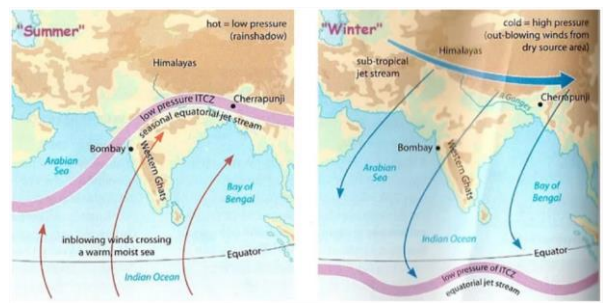 "Summer"
hot = low pressure
(rainshadow)
Himalayas
low pressure ITCZ
seasonal equatorial jet stream
Cherrapunji
Bombay
Western Ghats
Arabian
Sea
Bay of
Bengal
inblowing winds crossing
a warm, moist sea
Equator
Indian Ocean
"Winter"
cold = high pressure
(out-blowing winds from
dry source area)
Himalayas
sub-tropical
jet stream
R Ganges
Cherrapunji
Bombay
Western Ghats
Arabian
Sea
Bay of
Bengal
Indian Ocean
Equator
low pressure of ITCZ
equatorial jet stream